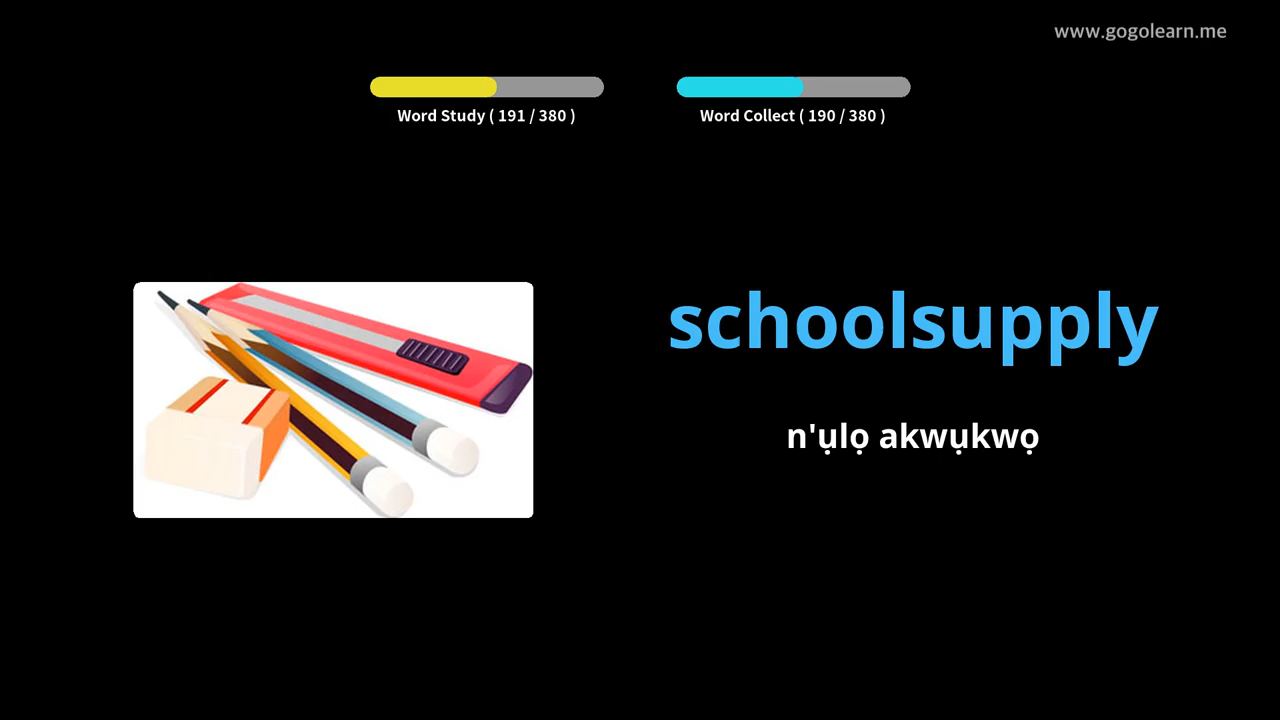 www.gogolearn.me
Word Study ( 191 / 380 )
Word Collect ( 190 / 380 )
schoolsupply
n'ụlọ akwụkwọ